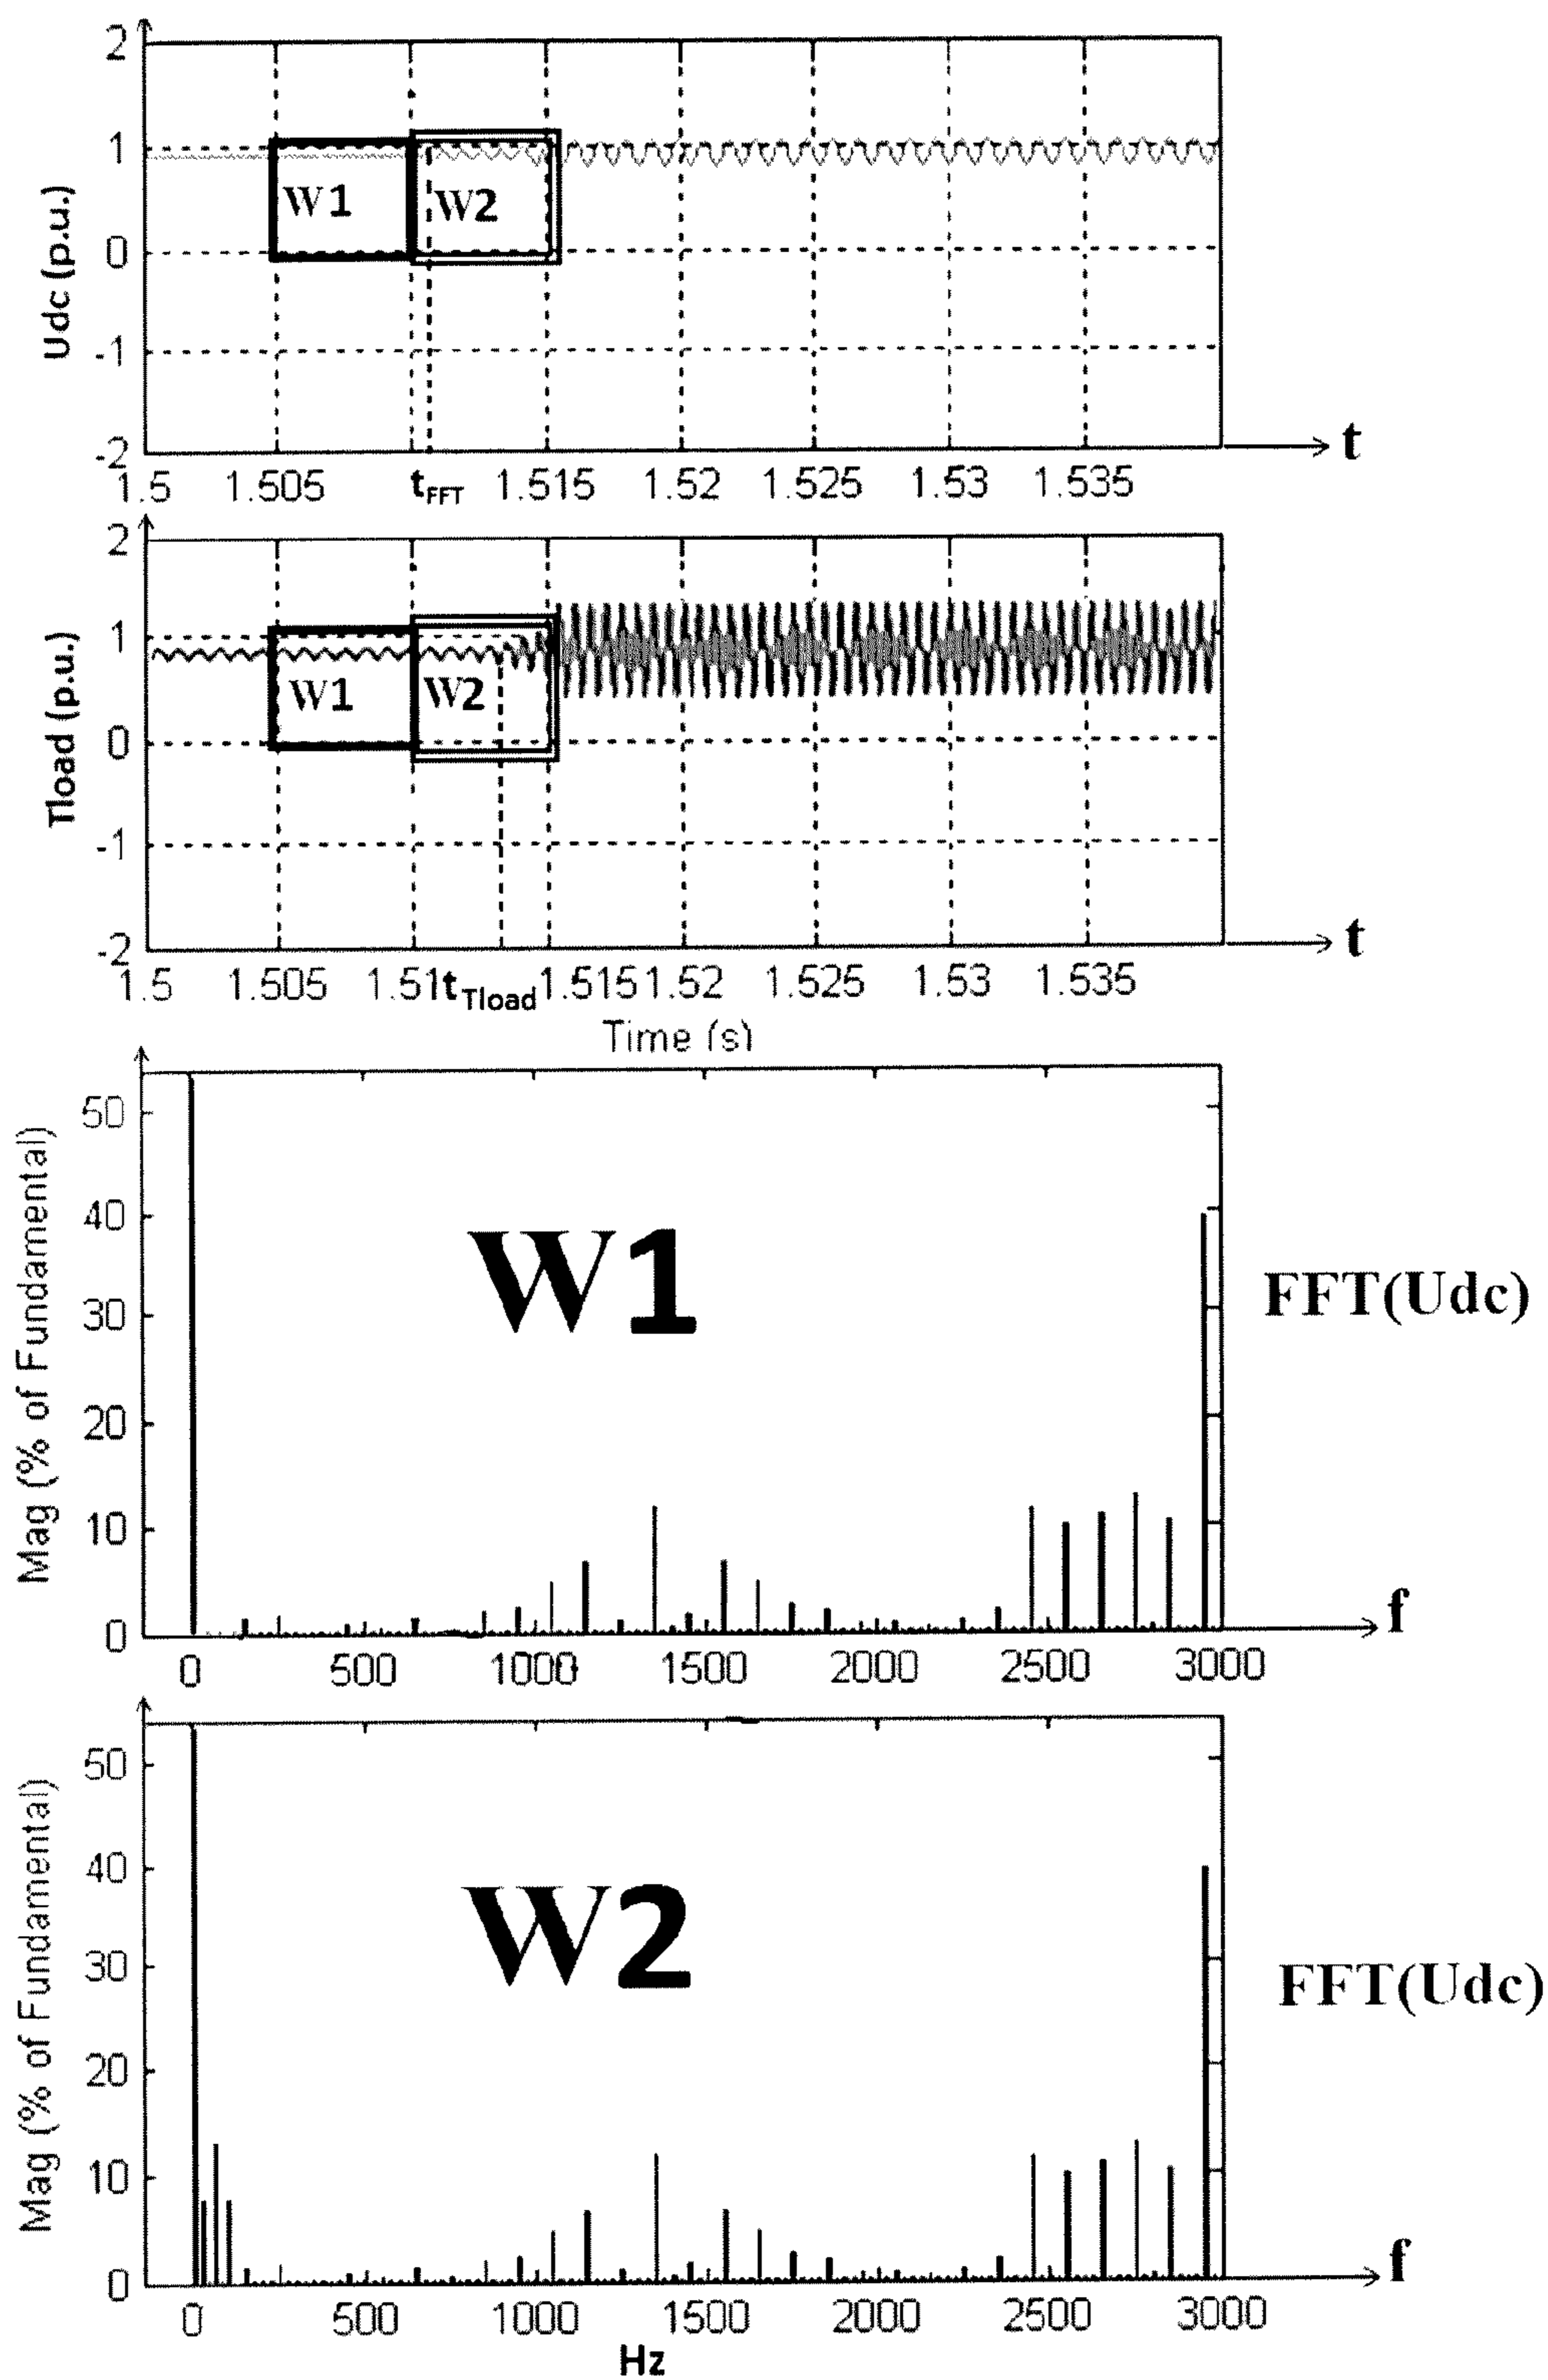 2
1
0
-1
-2
Udc (p.u.)
W1
W2
t
1.5 1.505 tFFT 1.515 1.52 1.525 1.53 1.535
2
1
0
-1
-2
Tload (p.u.)
W1
W2
t
1.5 1.505 1.51 tTload 1.515 1.52 1.525 1.53 1.535
Time (s)
50
40
30
20
10
0
Mag (% of Fundamental)
W1
FFT(Udc)
f
0 500 1000 1500 2000 2500 3000
50
40
30
20
10
0
Mag (% of Fundamental)
W2
FFT(Udc)
f
0 500 1000 1500 2000 2500 3000
Hz